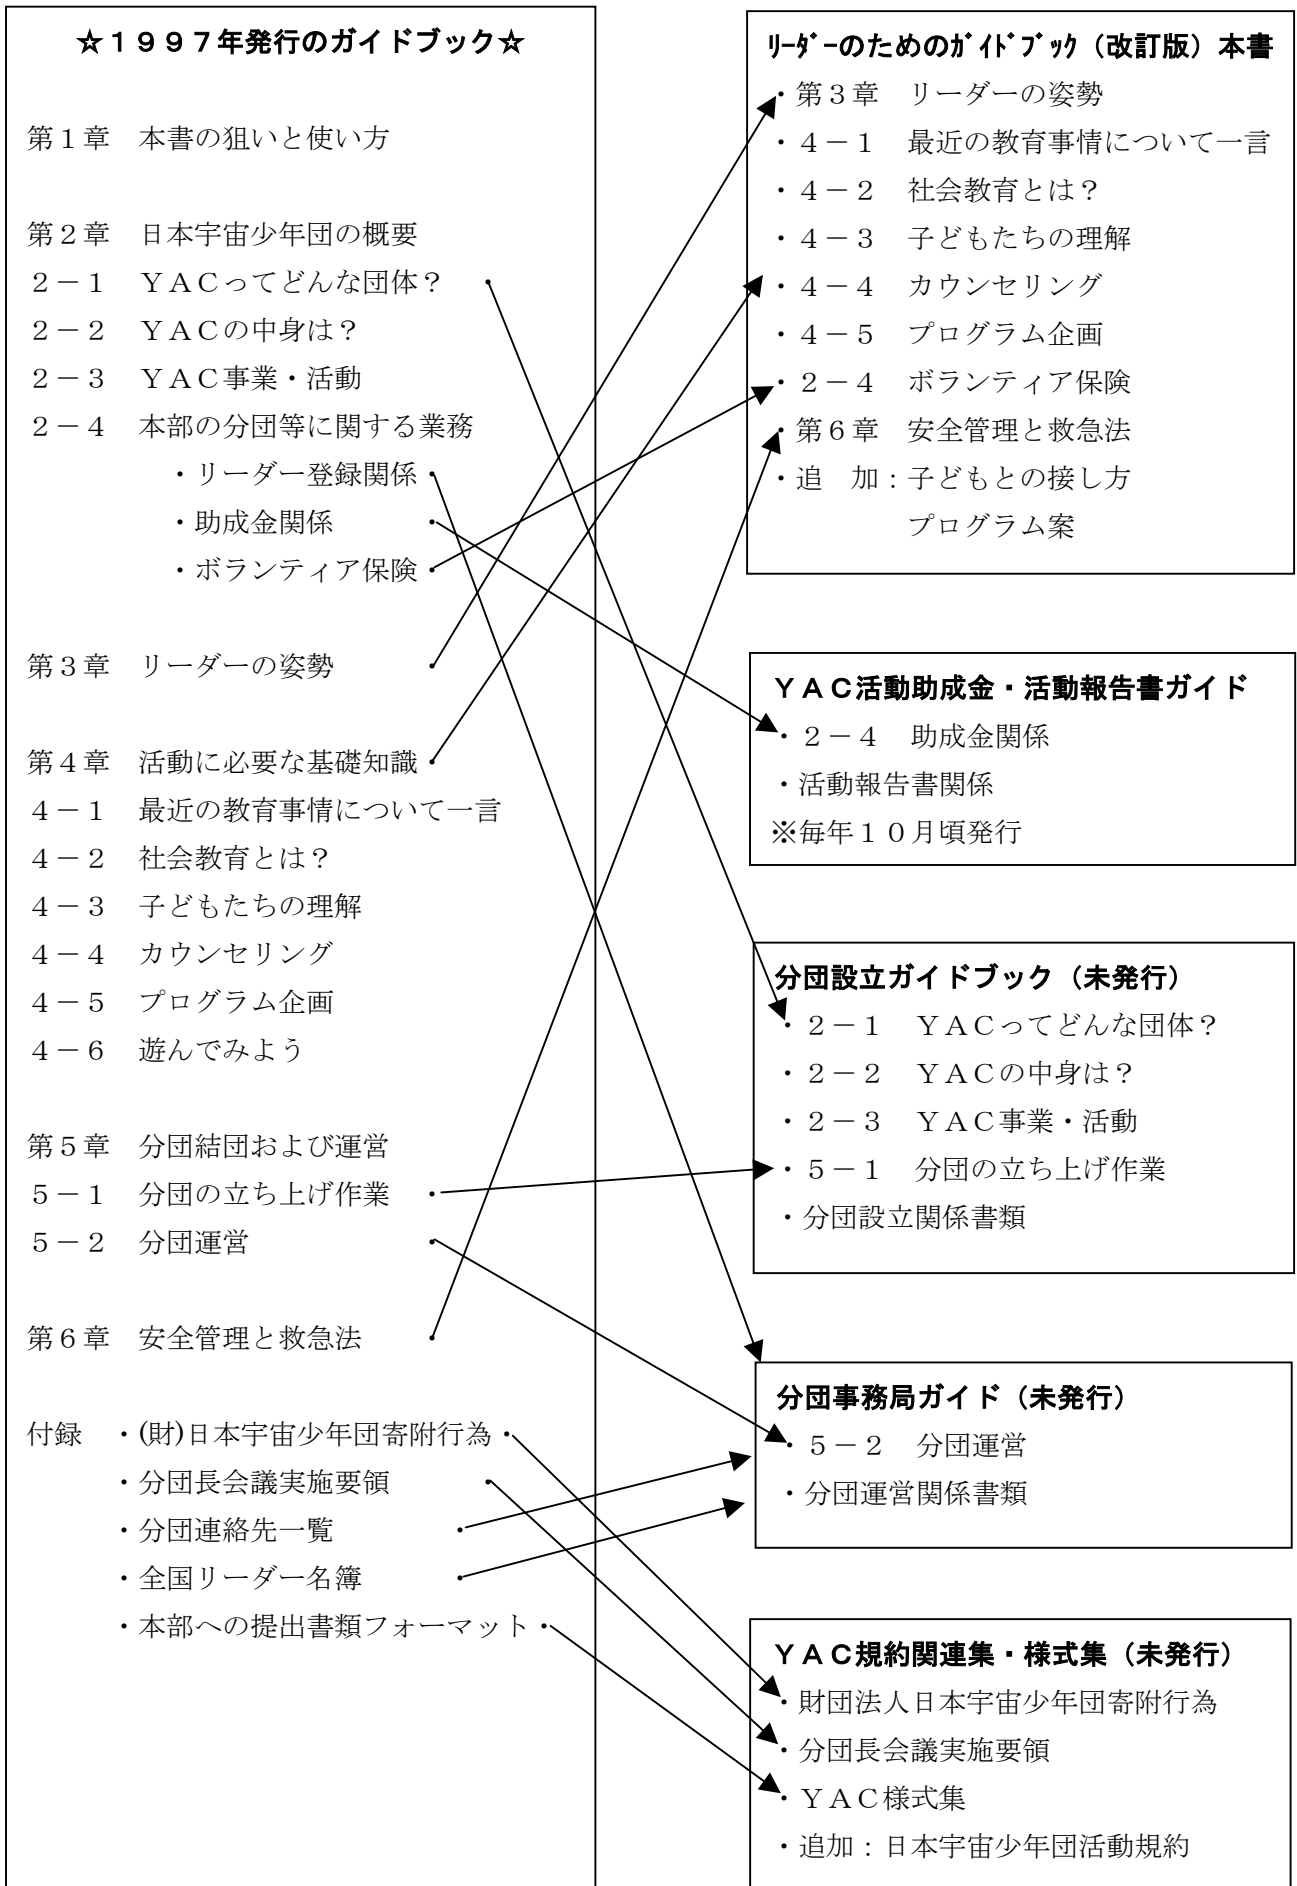 ☆１９９７年発行のガイドブック☆
第１章　本書の狙いと使い方
第２章　日本宇宙少年団の概要
２－１　ＹＡＣってどんな団体？
２－２　ＹＡＣの中身は？
２－３　ＹＡＣ事業・活動
２－４　本部の分団等に関する業務
・リーダー登録関係・
・助成金関係　・
・ボランティア保険・
第３章　リーダーの姿勢
第４章　活動に必要な基礎知識・
４－１　最近の教育事情について一言
４－２　社会教育とは？
４－３　子どもたちの理解
４－４　カウンセリング
４－５　プログラム企画
４－６　遊んでみよう
第５章　分団結団および運営
５－１　分団の立ち上げ作業　・
５－２　分団運営　・
第６章　安全管理と救急法　・
付録　・(財)日本宇宙少年団寄附行為・
・分団長会議実施要領　・
・分団連絡先一覧　・
・全国リーダー名簿　・
・本部への提出書類フォーマット・
ﾘｰﾀﾞｰのためのｶﾞｲﾄﾞﾌﾞｯｸ（改訂版）本書
・第３章　リーダーの姿勢
・４－１　最近の教育事情について一言
・４－２　社会教育とは？
・４－３　子どもたちの理解
・４－４　カウンセリング
・４－５　プログラム企画
・２－４　ボランティア保険
・第６章　安全管理と救急法
・追　加：子どもとの接し方
プログラム案
ＹＡＣ活動助成金・活動報告書ガイド
・２－４　助成金関係
・活動報告書関係
※毎年１０月頃発行
分団設立ガイドブック（未発行）
・２－１　ＹＡＣってどんな団体？
・２－２　ＹＡＣの中身は？
・２－３　ＹＡＣ事業・活動
・５－１　分団の立ち上げ作業
・分団設立関係書類
分団事務局ガイド（未発行）
・５－２　分団運営
・分団運営関係書類
ＹＡＣ規約関連集・様式集（未発行）
・財団法人日本宇宙少年団寄附行為
・分団長会議実施要領
・ＹＡＣ様式集
・追加：日本宇宙少年団活動規約